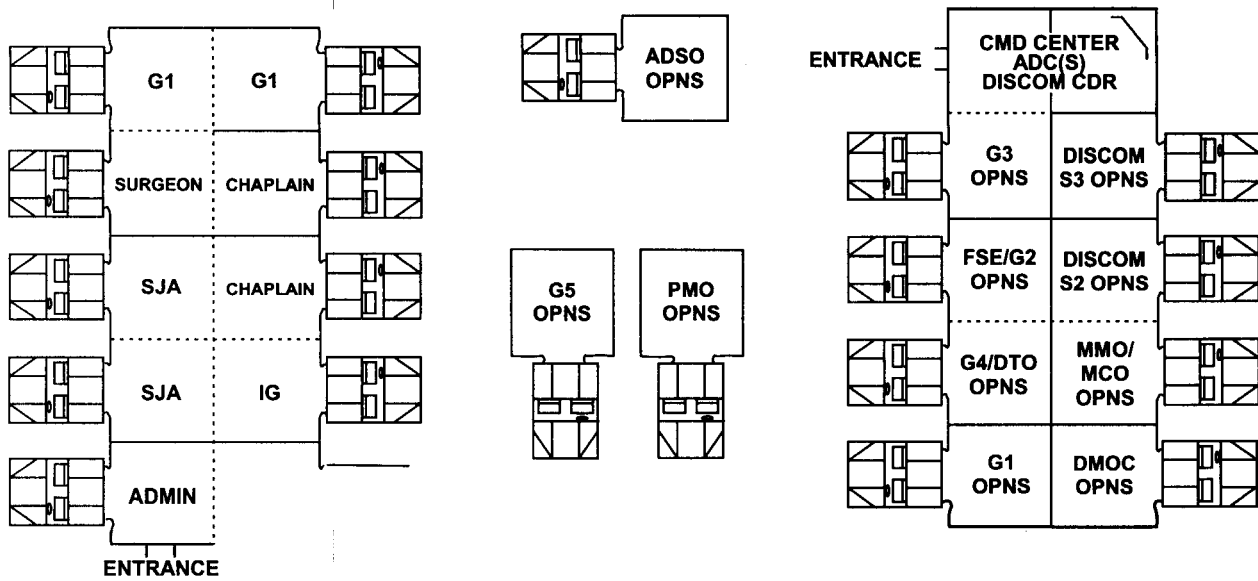 G1
G1
SURGEON
CHAPLAIN
SJA
CHAPLAIN
SJA
IG
ADMIN
ENTRANCE
ADSO
OPNS
G5
OPNS
PMO
OPNS
ENTRANCE
CMD CENTER
ADC(S)
DISCOM CDR
G3
OPNS
DISCOM
S3 OPNS
FSE/G2
OPNS
DISCOM
S2 OPNS
G4/DTO
OPNS
MMO/
MCO
OPNS
G1
OPNS
DMOC
OPNS